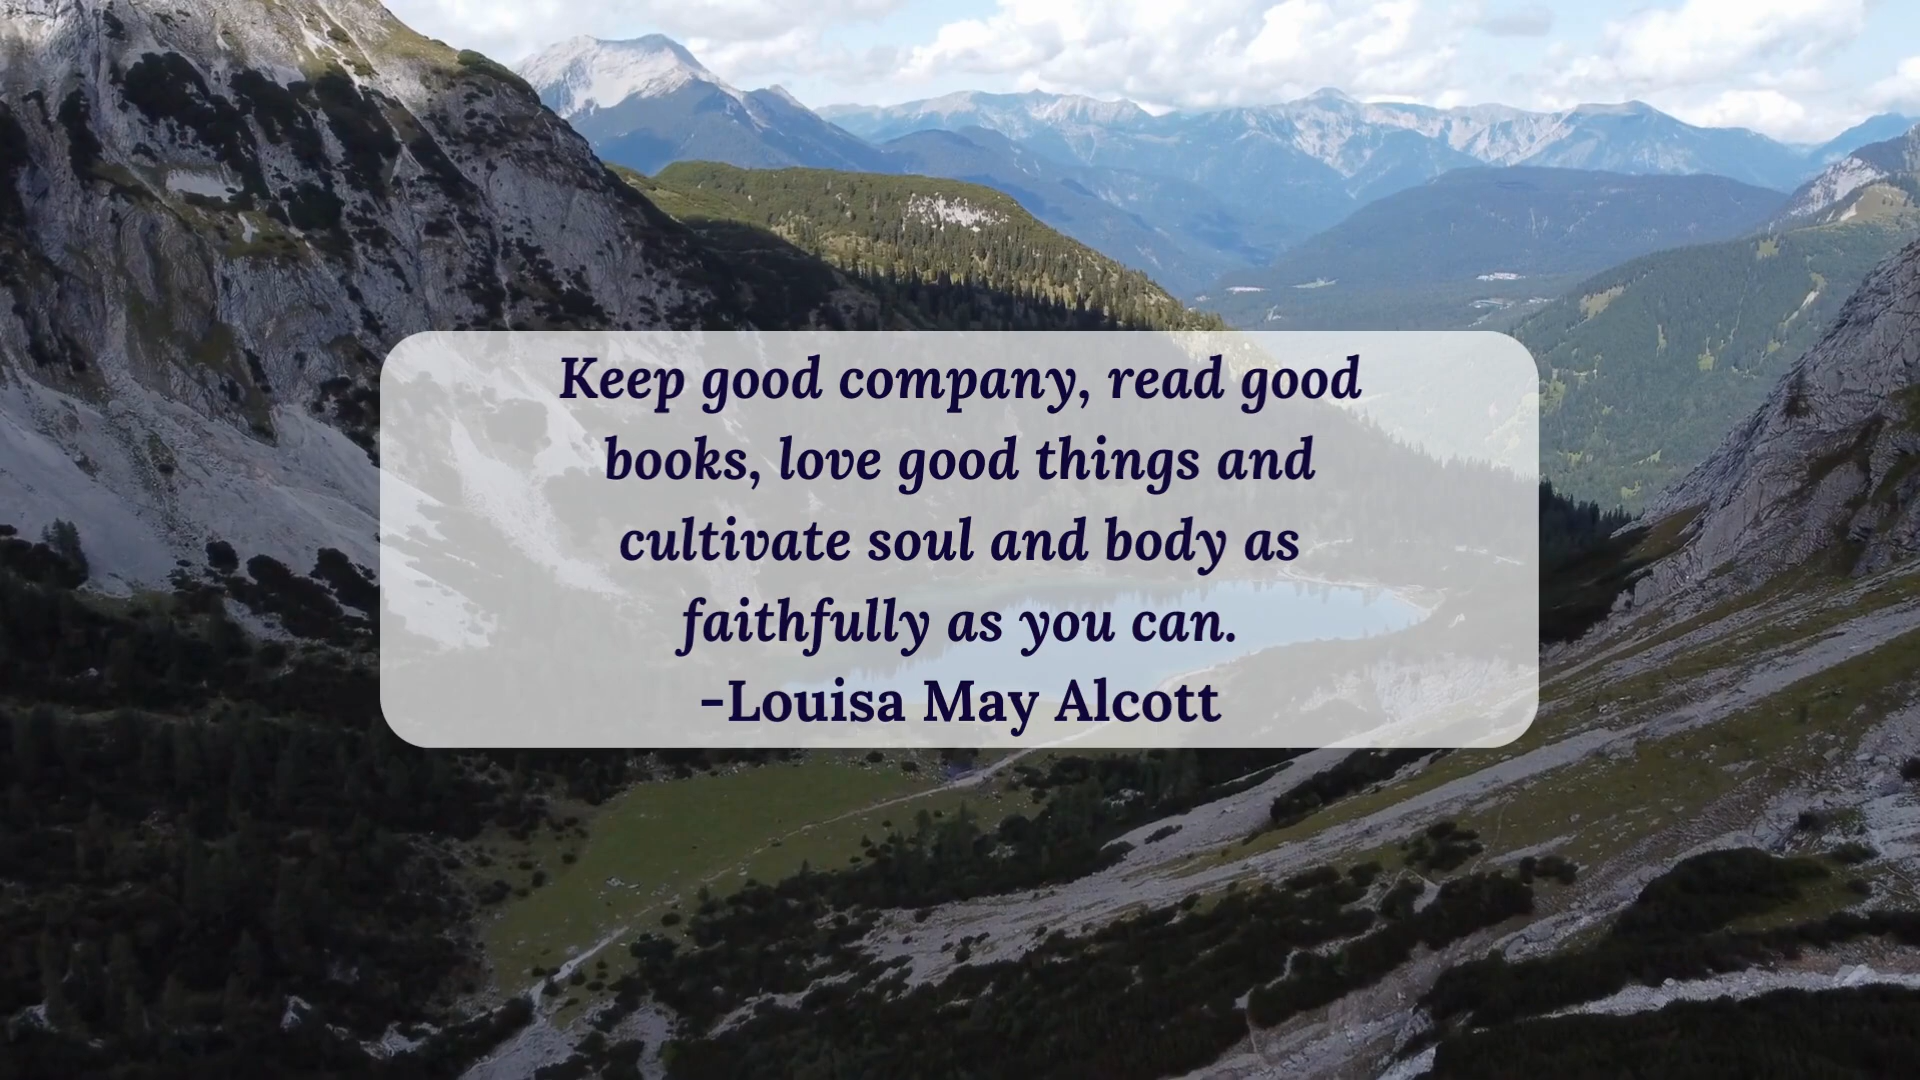 Keep good company, read good
books, love good things and
cultivate soul and body as
faithfully as you can.
-Louisa May Alcott